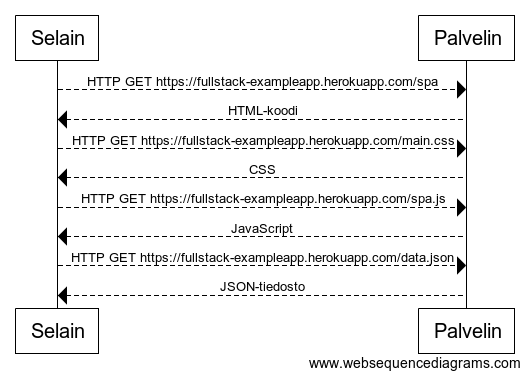 Selain
Palvelin
HTTP GET https://fullstack-exampleapp.herokuapp.com/spa
HTML-koodi
HTTP GET https://fullstack-exampleapp.herokuapp.com/main.css
CSS
HTTP GET https://fullstack-exampleapp.herokuapp.com/spa.js
JavaScript
HTTP GET https://fullstack-exampleapp.herokuapp.com/data.json
JSON-tiedosto
Selain
Palvelin
www.websequencediagrams.com